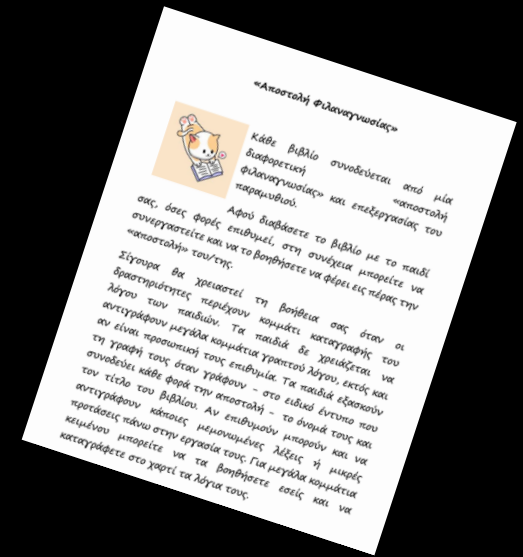 «Αποστολή Φιλαναγνωσίας»
Κάθε βιβλίο συνοδεύεται από μία
διαφορετική «αποστολή
φιλαναγνωσίας» και επεξεργασίας του
παραμυθιού.
Αφού διαβάσετε το βιβλίο με το παιδί
σας, όσες φορές επιθυμεί, στη συνέχεια μπορείτε να
συνεργαστείτε και να το βοηθήσετε να φέρει εις πέρας την
«αποστολή» του/της.
Σίγουρα θα χρειαστεί τη βοήθεια σας όταν οι
δραστηριότητες περιέχουν κομμάτι καταγραφής του
λόγου των παιδιών. Τα παιδιά δε χρειάζεται να
αντιγράφουν μεγάλα κομμάτια γραπτού λόγου, εκτός και
αν είναι προσωπική τους επιθυμία. Τα παιδιά εξασκούν
τη γραφή τους όταν γράφουν – στο ειδικό έντυπο που
συνοδεύει κάθε φορά την αποστολή – το όνομά τους και
τον τίτλο του βιβλίου. Αν επιθυμούν μπορούν και να
αντιγράφουν κάποιες μεμονωμένες λέξεις ή μικρές
προτάσεις πάνω στην εργασία τους. Για μεγάλα κομμάτια
κειμένου μπορείτε να τα βοηθήσετε εσείς και να
καταγράφετε στο χαρτί τα λόγια τους.